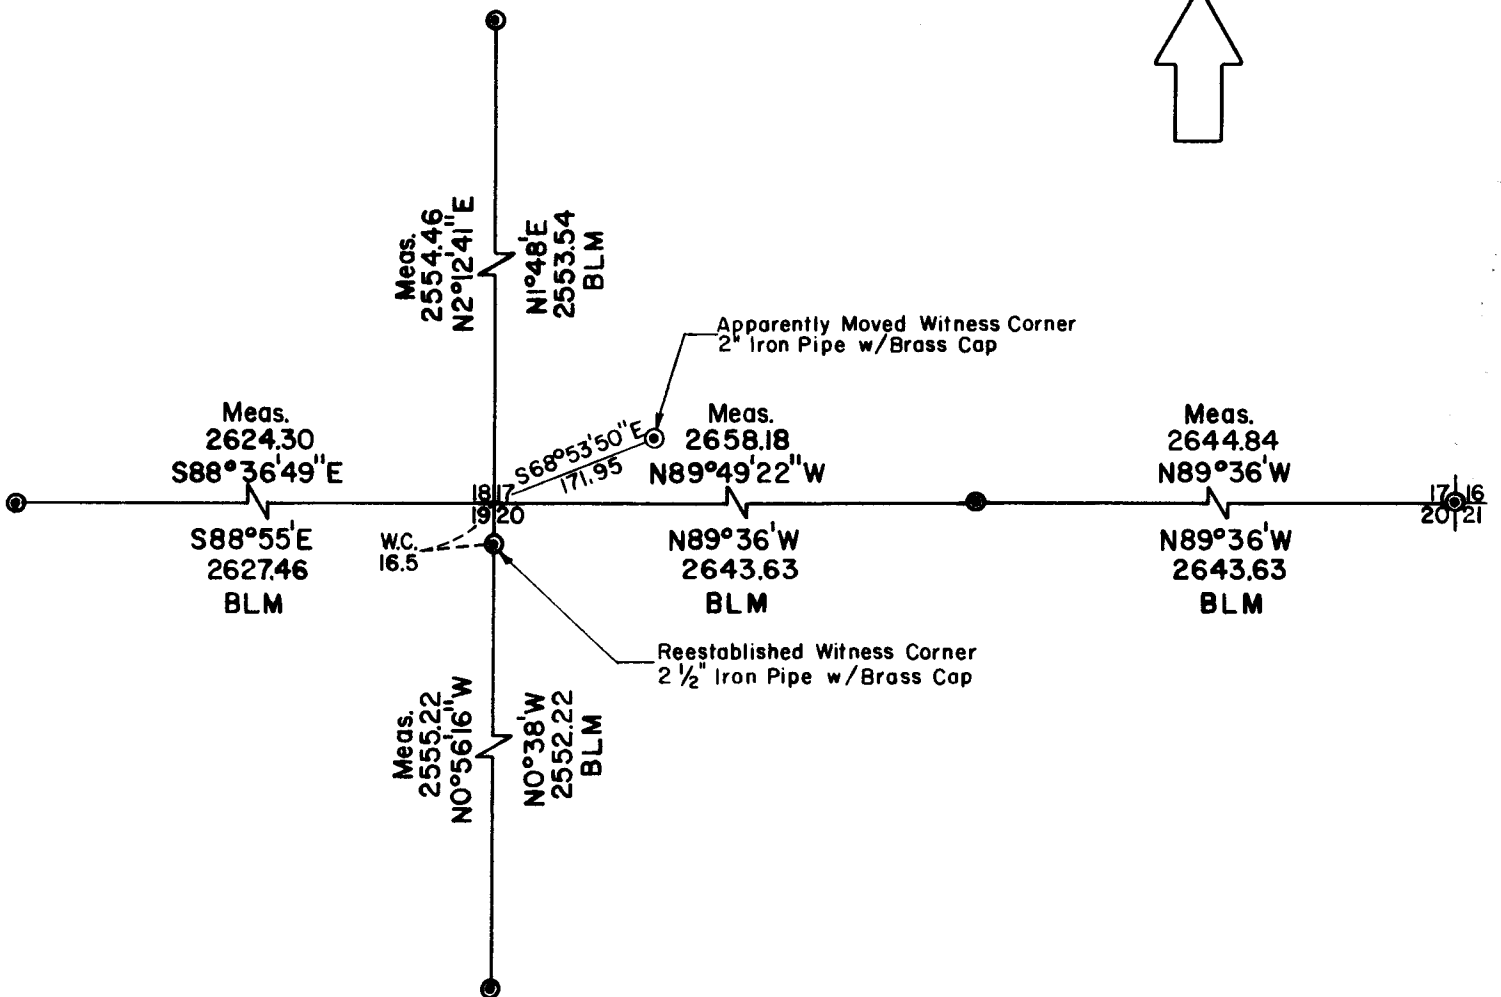 Meas.
2554.46
N2°12'41"E
N1°48'E
2553.54
BLM
Apparently Moved Witness Corner
2" Iron Pipe w/Brass Cap
Meas.
2624.30
S88°36'49"E
S68°53'50"E
171.95
Meas.
2658.18
N89°49'22"W
Meas.
2644.84
N89°36'W
18 17
19 20
17 16
20 21
S88°55'E
2627.46
BLM
W.C.
16.5
N89°36'W
2643.63
BLM
N89°36'W
2643.63
BLM
Reestablished Witness Corner
2 ½" Iron Pipe w/Brass Cap
Meas.
2555.22
N0°56'16"W
N0°38'W
2552.22
BLM